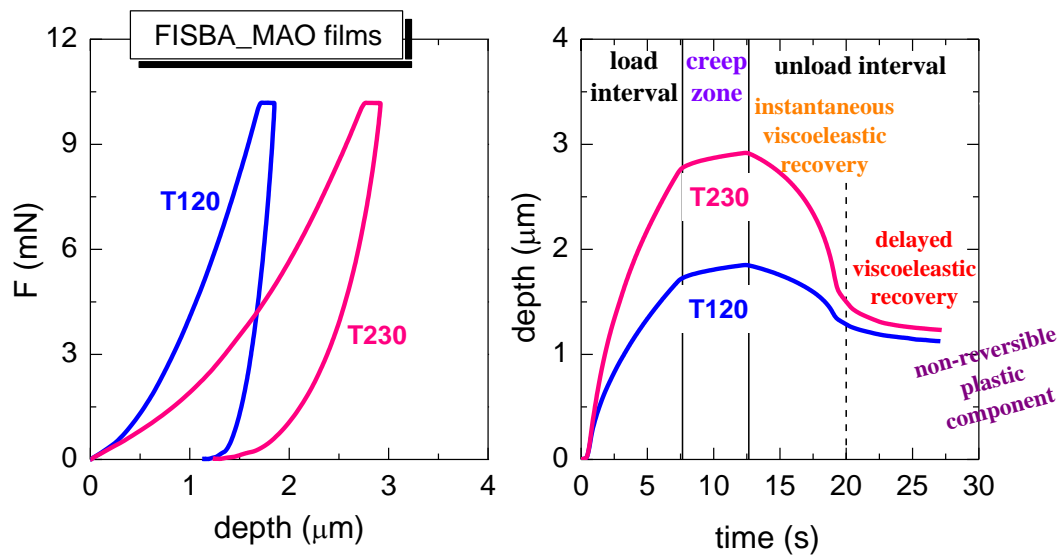 FISBA_MAO films
12
9
6
3
0
F (mN)
T120
T230
0
1
2
3
4
depth (μm)
4
3
2
1
0
depth (μm)
load
interval
creep
zone
unload interval
instantaneous
viscoeleastic
recovery
T230
delayed
viscoeleastic
recovery
T120
non-reversible
plastic
component
0
5
10
15
20
25
30
time (s)